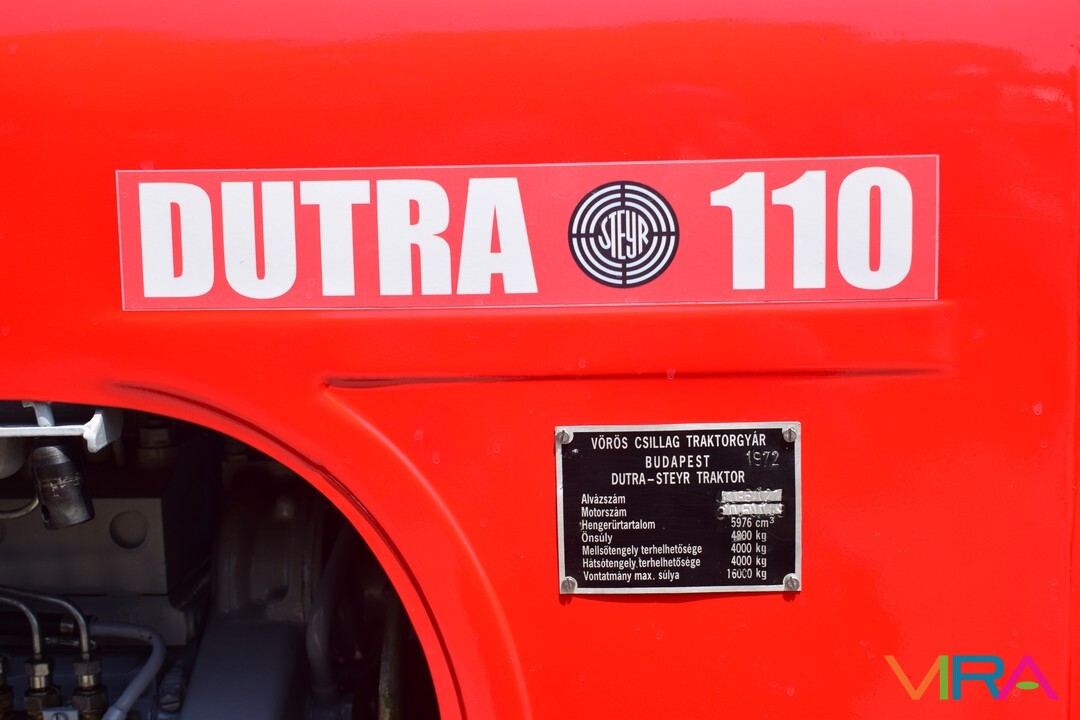 DUTRA STEYR 110
VÖRÖS CSILLAG TRAKTORGYÁR
BUDAPEST 1972
DUTRA-STEYR TRAKTOR
Alvázszám
Motorszám
Hengerürtartalom 5976 cm³
Önsúly 4800 kg
Mellsőtengely terhelhetősége 4000 kg
Hátsótengely terhelhetősége 4000 kg
Vontatmány max. súlya 16000 kg
VIRA